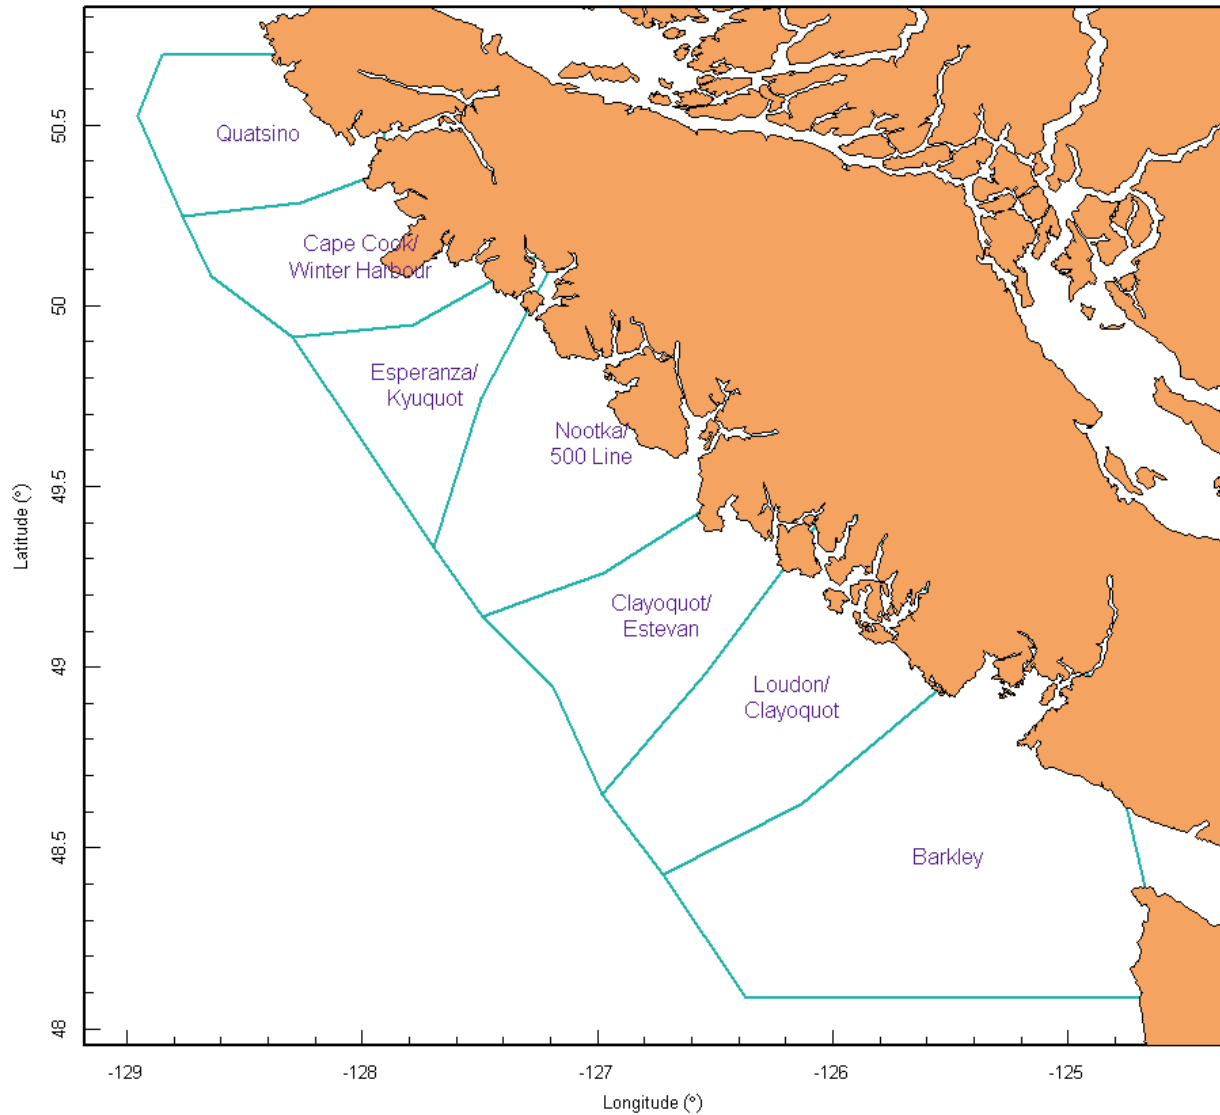 Quatsino
Cape Cook/
Winter Harbour
Esperanza/
Kyuquot
Nootka/
500 Line
Clayoquot/
Estevan
Loudon/
Clayoquot
Barkley
50.5
50
49.5
49
48.5
48
Latitude (°)
-129
-128
-127
-126
-125
Longitude (°)